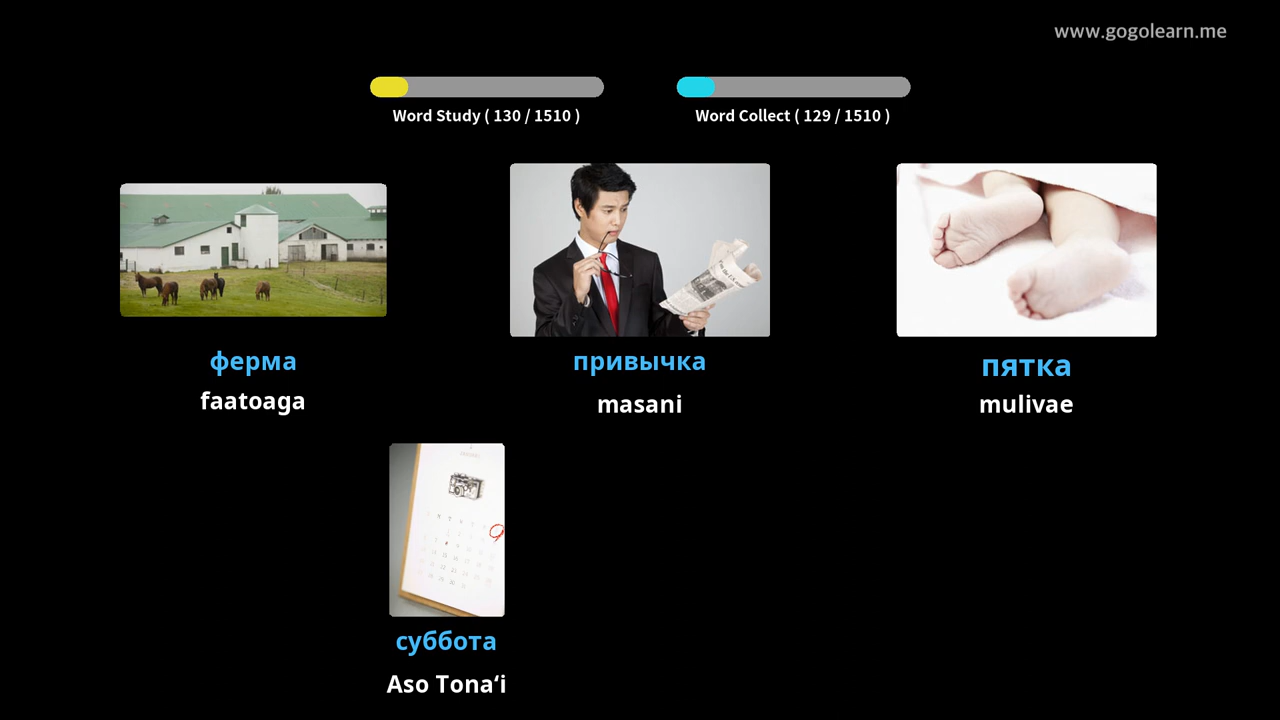 www.gogolearn.me
Word Study ( 130 / 1510 )
Word Collect ( 129 / 1510 )
ферма
faatoaga
привычка
masani
пятка
mulivae
суббота
Aso Tonaʻi